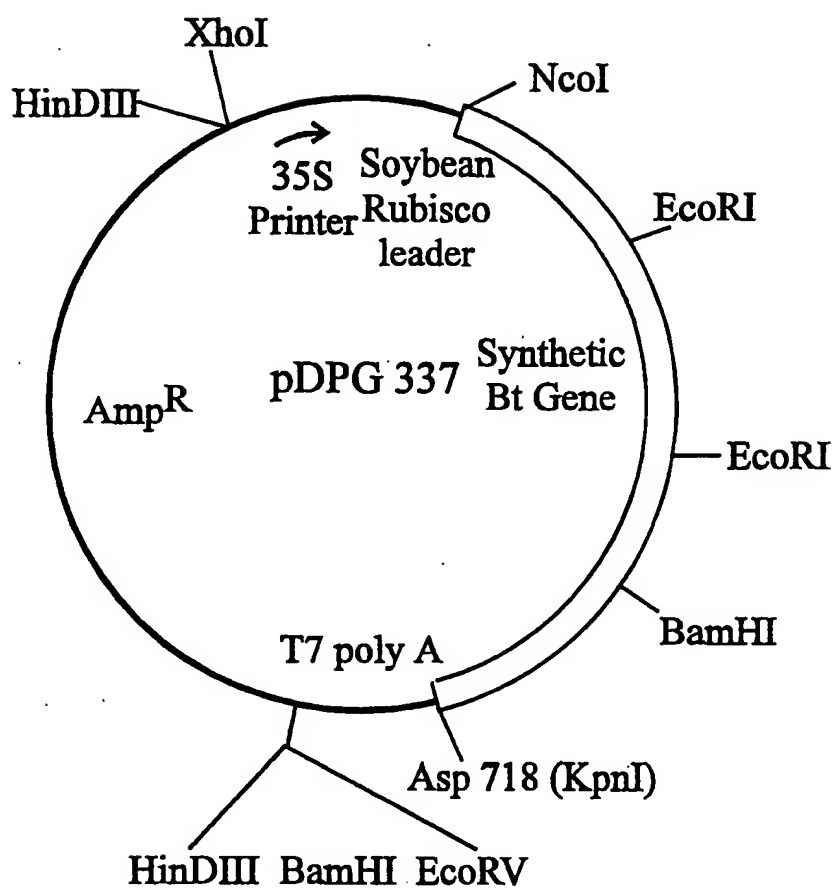 XhoI
HinDIII
NcoI
35S
Printer
Soybean
Rubisco
leader
EcoRI
Amp^R
pDPG 337
Synthetic
Bt Gene
EcoRI
BamHI
T7 poly A
Asp 718 (KpnI)
HinDIII BamHI EcoRV